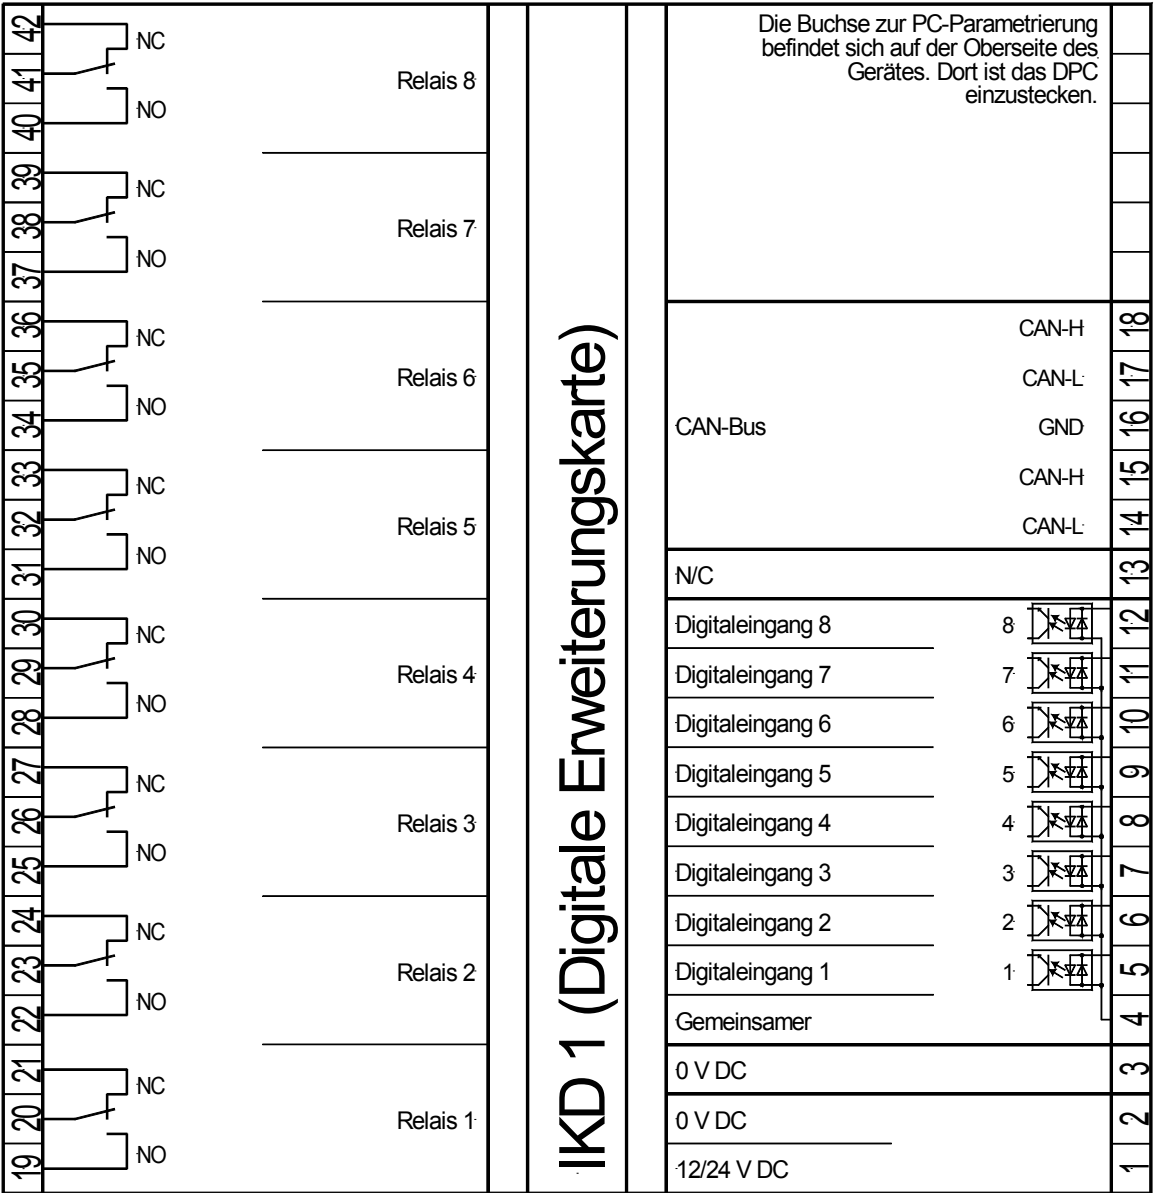 42
NC
41
Relais 8
NO
40
39
NC
38
Relais 7
NO
37
36
NC
35
Relais 6
NO
34
33
NC
32
Relais 5
NO
31
30
NC
29
Relais 4
NO
28
27
NC
26
Relais 3
NO
25
24
NC
23
Relais 2
NO
22
21
NC
20
Relais 1
NO
19
IKD 1 (Digitale Erweiterungskarte)
Die Buchse zur PC-Parametrierung
befindet sich auf der Oberseite des
Gerätes. Dort ist das DPC
einzustecken.
CAN-H 18
CAN-L 17
CAN-Bus GND 16
CAN-H 15
CAN-L 14
N/C 13
Digitaleingang 8 8 12
Digitaleingang 7 7 11
Digitaleingang 6 6 10
Digitaleingang 5 5 9
Digitaleingang 4 4 8
Digitaleingang 3 3 7
Digitaleingang 2 2 6
Digitaleingang 1 1 5
Gemeinsamer 4
0 V DC 3
0 V DC 2
12/24 V DC 1